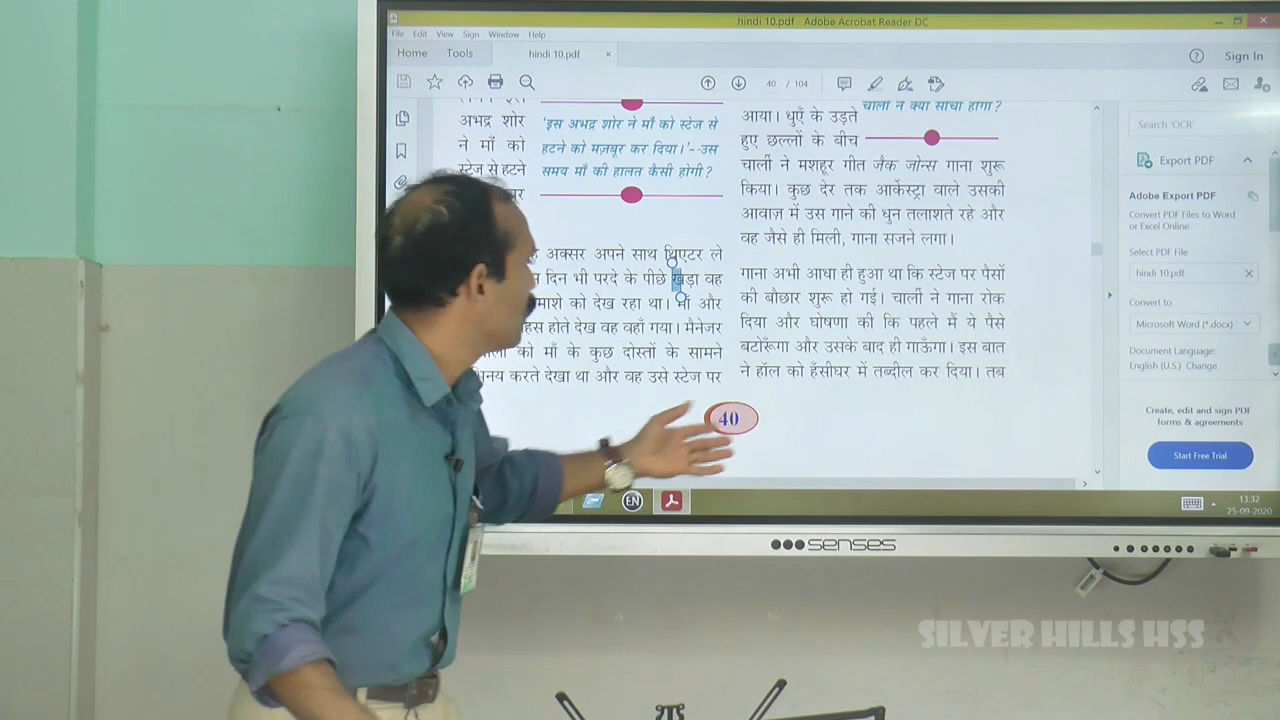 hindi 10.pdf - Adobe Acrobat Reader DC
File Edit View Sign Window Help
Home Tools hindi 10.pdf ×
Sign In
40 / 104
अभद्र शोर
ने माँ को
स्टेज से हटने
'इस अभद्र शोर ने माँ को स्टेज से
हटने को मज़बूर कर दिया।'--उस
समय माँ की हालत कैसी होगी?
अक्सर अपने साथ थिएटर ले
दिन भी परदे के पीछे खड़ा वह
को देख रहा था। माँ और
होते देख वह वहाँ गया। मैनेजर
को माँ के कुछ दोस्तों के सामने
करते देखा था और वह उसे स्टेज पर
चार्ली ने क्या सोचा होगा?
आया। धुएँ के उड़ते
हुए छल्लों के बीच
चार्ली ने मशहूर गीत जैक जोन्स गाना शुरू
किया। कुछ देर तक आर्केस्ट्रा वाले उसकी
आवाज़ में उस गाने की धुन तलाशते रहे और
वह जैसे ही मिली, गाना सजने लगा।
गाना अभी आधा ही हुआ था कि स्टेज पर पैसों
की बौछार शुरू हो गई। चार्ली ने गाना रोक
दिया और घोषणा की कि पहले मैं ये पैसे
बटोरूँगा और उसके बाद ही गाऊँगा। इस बात
ने हॉल को हँसीघर में तब्दील कर दिया। तब
40
Search 'OCR'
Export PDF
Adobe Export PDF
Convert PDF Files to Word
or Excel Online
Select PDF File
hindi 10.pdf ×
Convert to
Microsoft Word (*.docx)
Document Language:
English (U.S.) Change
Create, edit and sign PDF
forms & agreements
Start Free Trial
EN
13:32
25-09-2020
senses
SILVER HILLS HSS